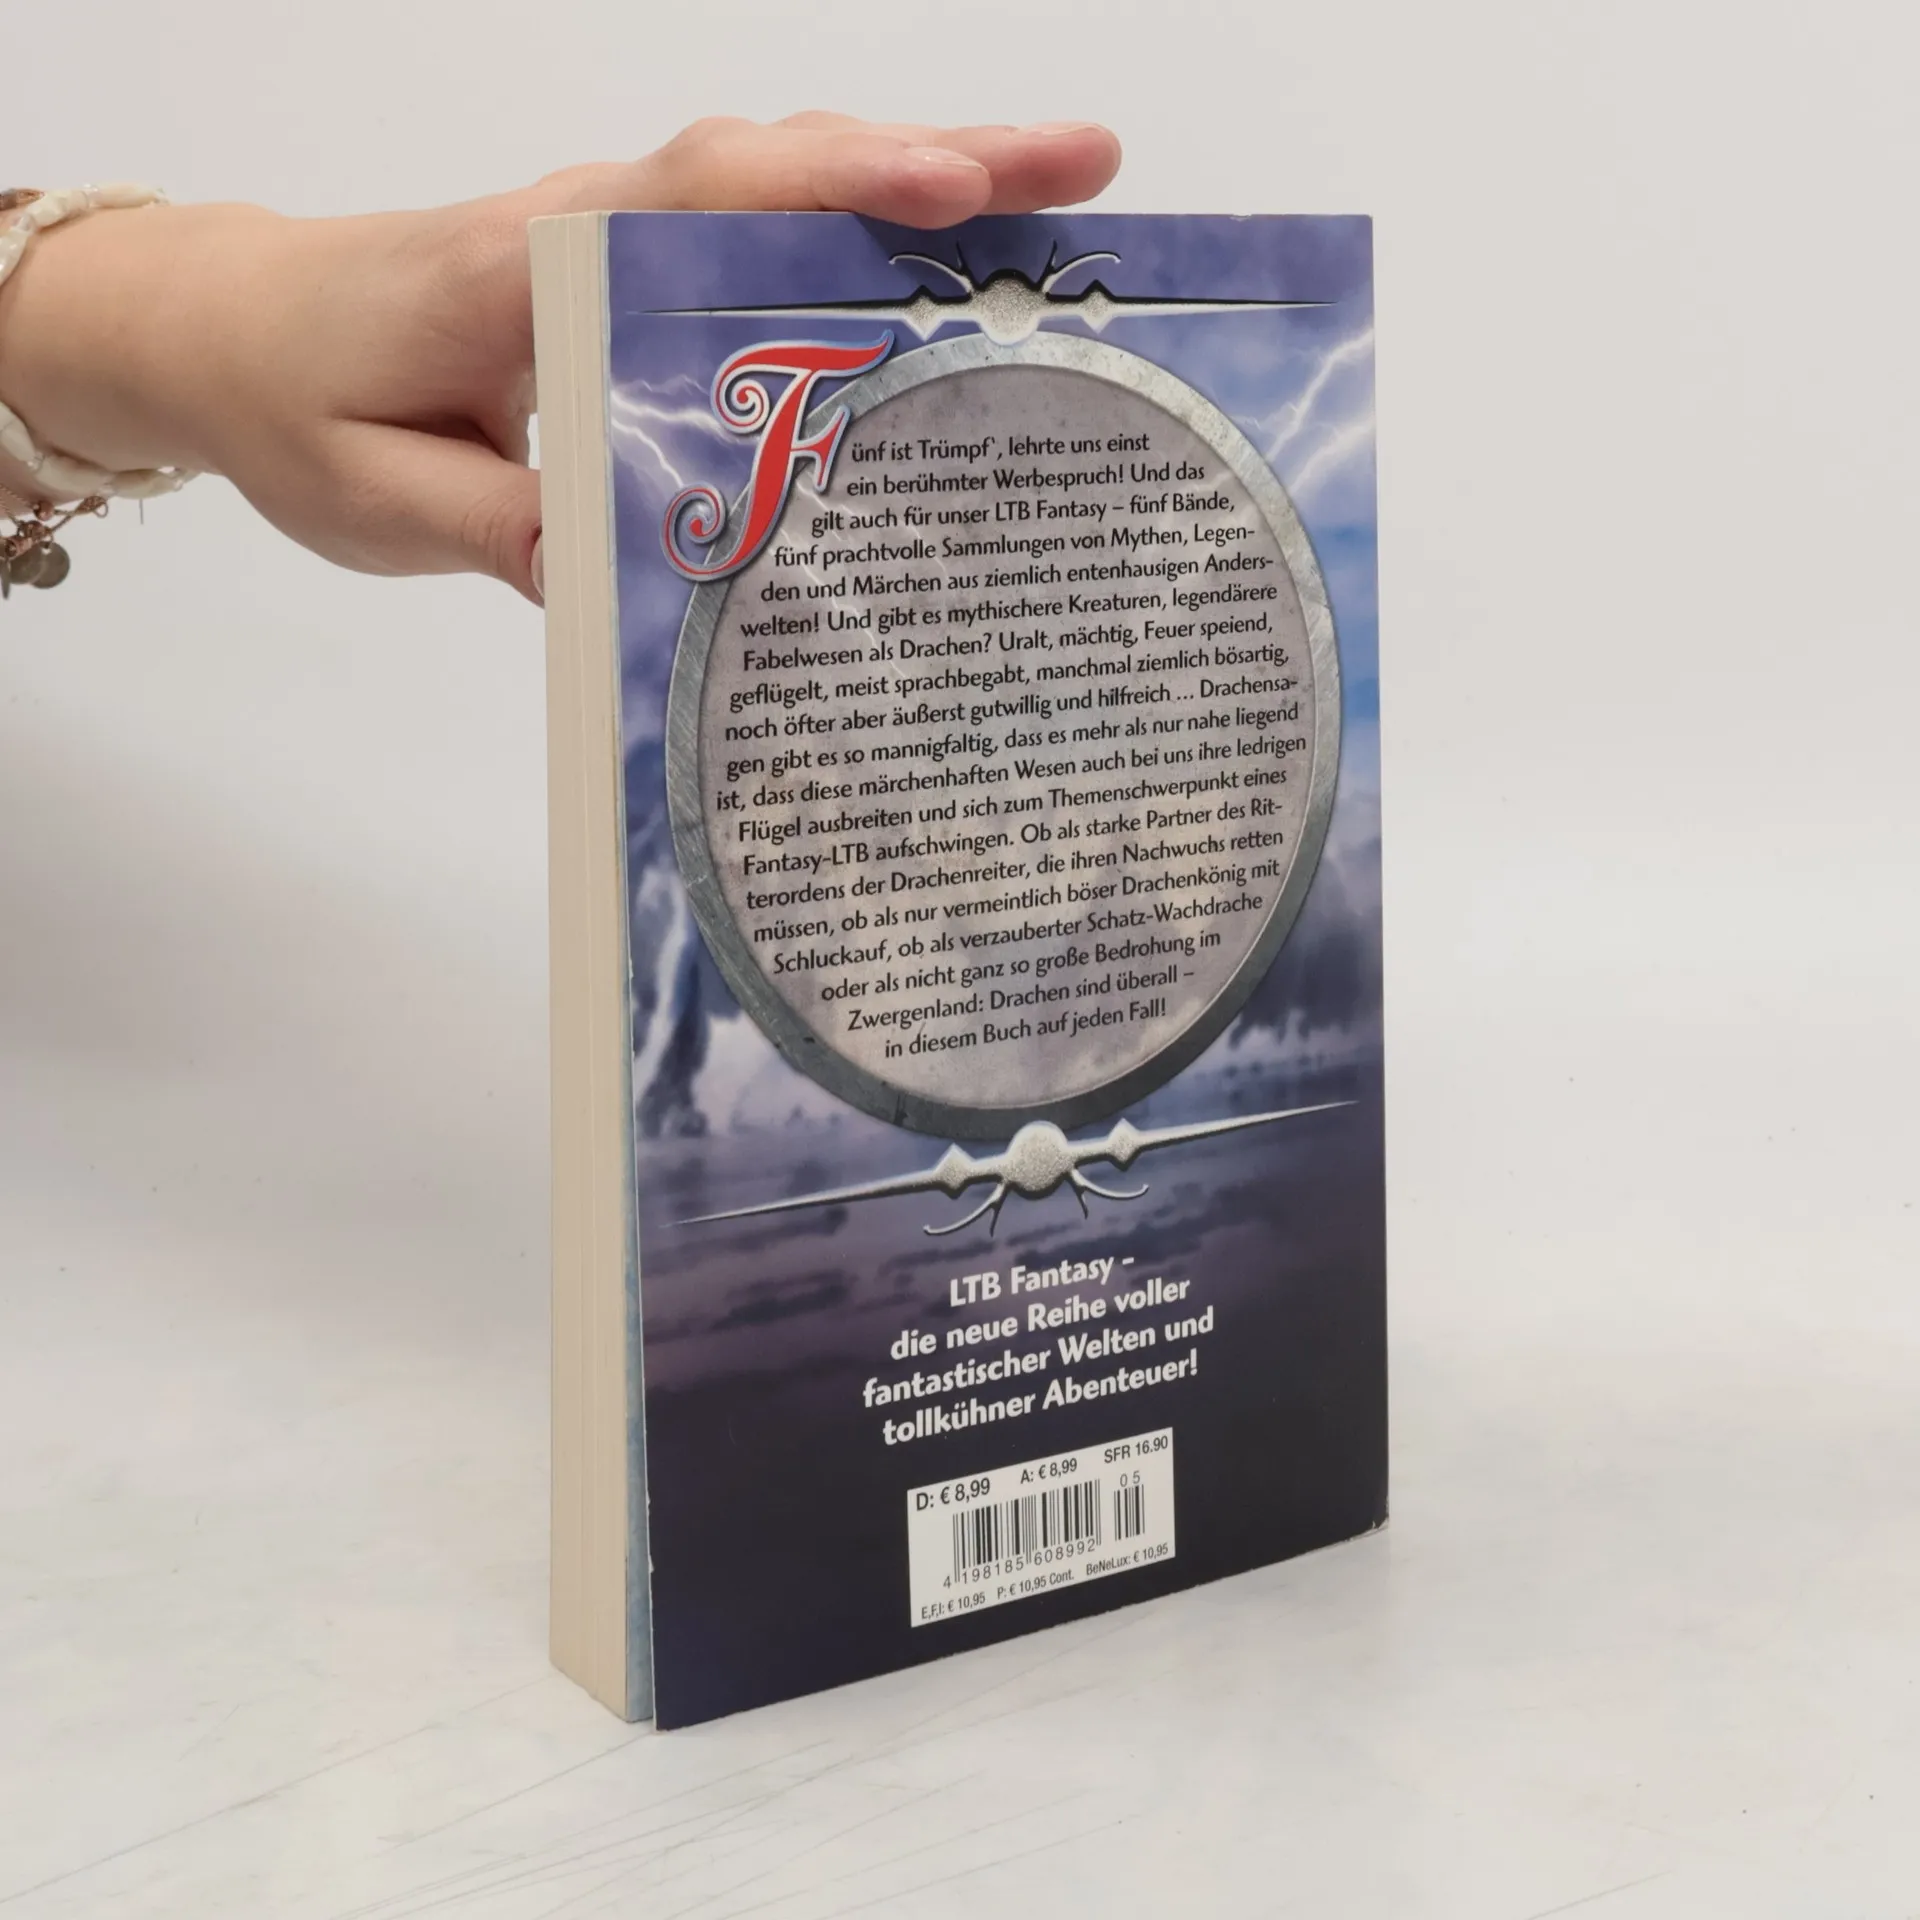 Fünf ist Trümpf', lehrte uns einst
ein berühmter Werbespruch! Und das
gilt auch für unser LTB Fantasy – fünf Bände,
fünf prachtvolle Sammlungen von Mythen, Legen-
den und Märchen aus ziemlich entenhausigen Anders-
welten! Und gibt es mythischere Kreaturen, legendärere
Fabelwesen als Drachen? Uralt, mächtig, Feuer speiend,
geflügelt, meist sprachbegabt, manchmal ziemlich bösartig,
noch öfter aber äußerst gutwillig und hilfreich ... Drachensa-
gen gibt es so mannigfaltig, dass es mehr als nur nahe liegend
ist, dass diese märchenhaften Wesen auch bei uns ihre ledrigen
Flügel ausbreiten und sich zum Themenschwerpunkt eines
Fantasy-LTB aufschwingen. Ob als starke Partner des Rit-
terordens der Drachenreiter, die ihren Nachwuchs retten
müssen, ob als nur vermeintlich böser Drachenkönig mit
Schluckauf, ob als verzauberter Schatz-Wachdrache
oder als nicht ganz so große Bedrohung im
Zwergenland: Drachen sind überall –
in diesem Buch auf jeden Fall!
LTB Fantasy –
die neue Reihe voller
fantastischer Welten und
tollkühner Abenteuer!
D: € 8,99 A: € 8,99 SFR 16.90
05
4 198185 608992
E,F,I: € 10,95 P: € 10,95 Cont. BeNeLux: € 10,95